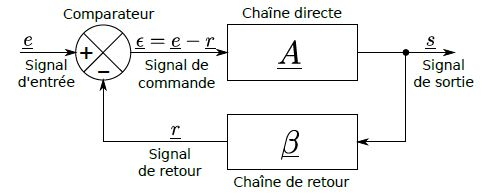 Comparateur
Chaîne directe
e
+
−
ϵ = e - r
A
s
Signal
d'entrée
Signal de
commande
Signal
de sortie
r
β
Signal
de retour
Chaîne de retour